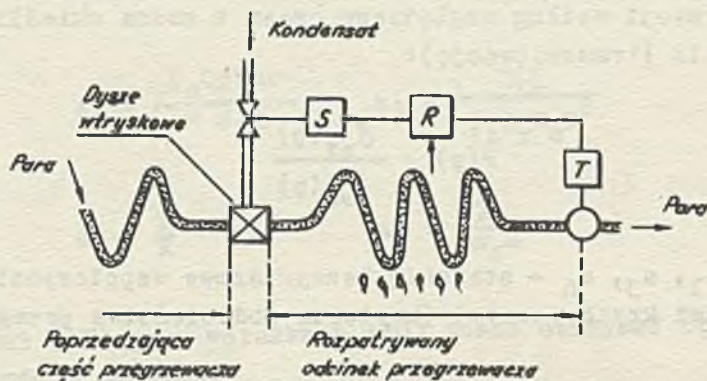 Kondensat
Dysze
wtryskowe
S
R
T
Para
Para
Poprzedzająca
część przegrzewacza
Rozpatrywany
odcinek przegrzewacza